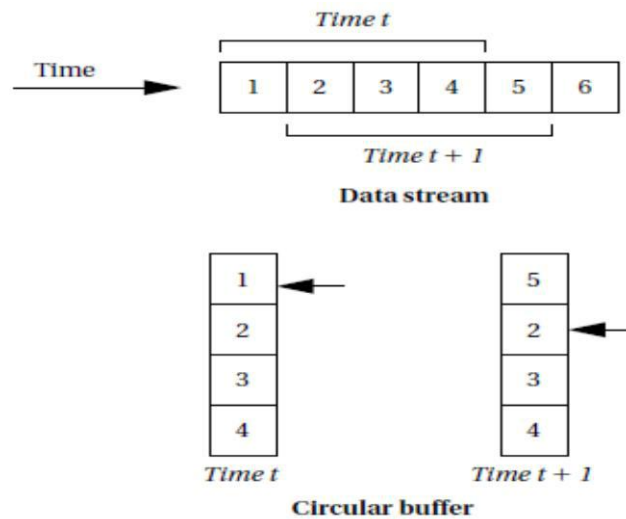 Time t
Time
1 2 3 4 5 6
Time t + 1
Data stream
1 5
2 2
3 3
4 4
Time t Time t + 1
Circular buffer